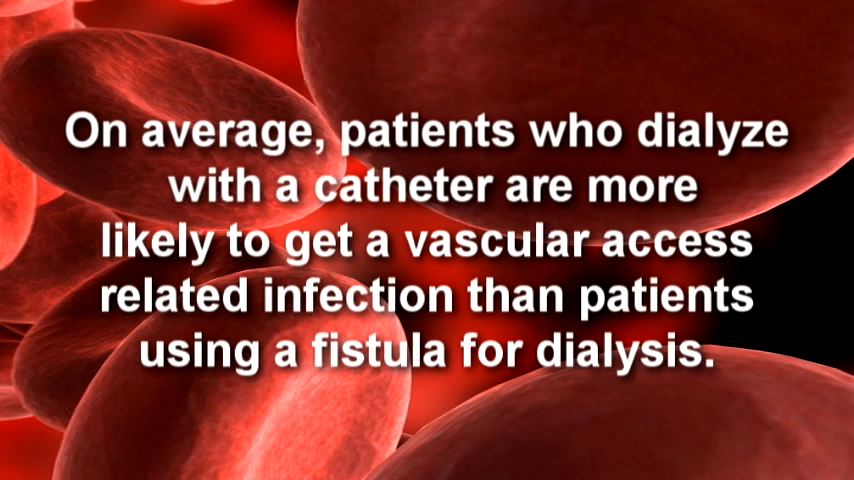 On average, patients who dialyze
with a catheter are more
likely to get a vascular access
related infection than patients
using a fistula for dialysis.